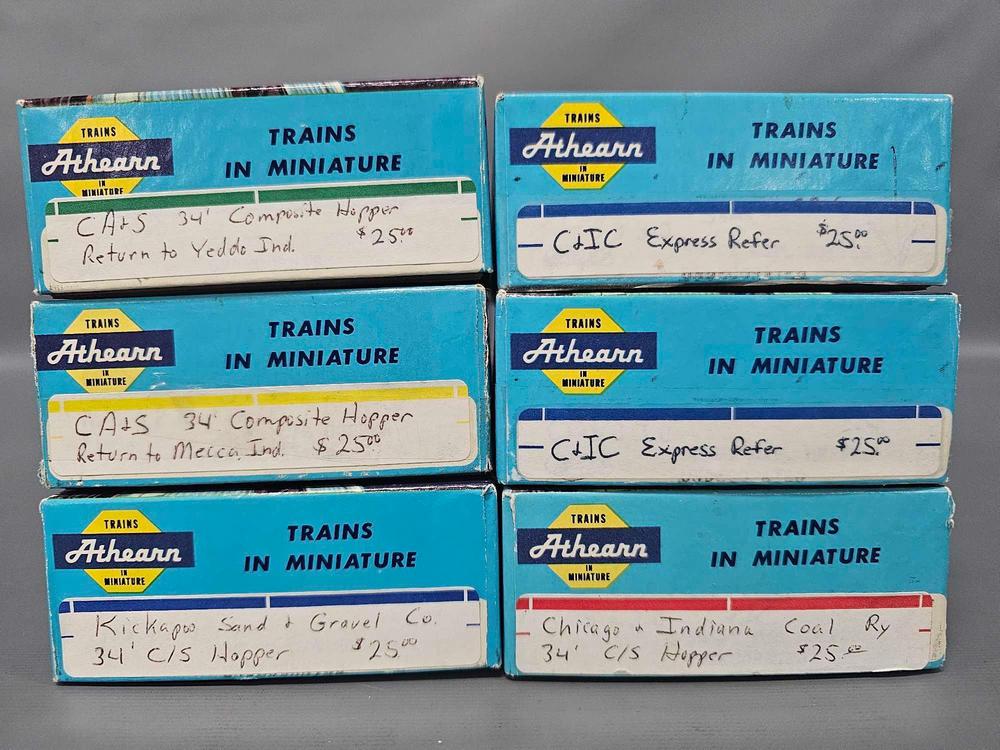 TRAINS
Athearn
IN
MINIATURE
TRAINS
IN MINIATURE
CA&S 34' Composite Hopper
Return to Yeddo Ind. $25.00
TRAINS
Athearn
IN
MINIATURE
TRAINS
IN MINIATURE
C&IC Express Refer $25.00
TRAINS
Athearn
IN
MINIATURE
TRAINS
IN MINIATURE
CA&S 34' Composite Hopper
Return to Mecca, Ind. $25.00
TRAINS
Athearn
IN
MINIATURE
TRAINS
IN MINIATURE
C&IC Express Refer $25.00
TRAINS
Athearn
IN
MINIATURE
TRAINS
IN MINIATURE
Kickapoo Sand & Gravel Co.
34' C/S Hopper $25.00
TRAINS
Athearn
IN
MINIATURE
TRAINS
IN MINIATURE
Chicago & Indiana Coal Ry
34' C/S Hopper $25.00